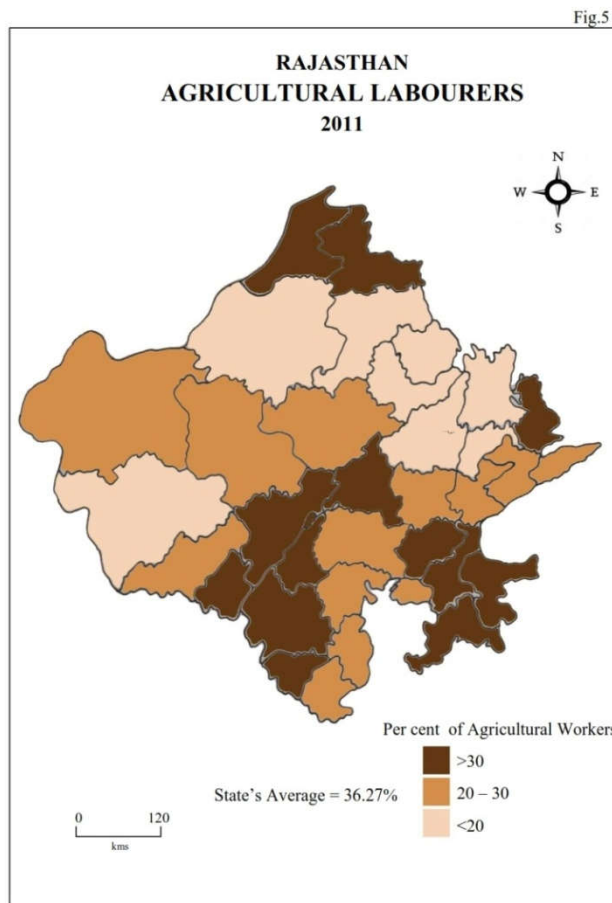 Fig.5
RAJASTHAN
AGRICULTURAL LABOURERS
2011
N
W E
S
Per cent of Agricultural Workers
>30
State's Average = 36.27%
20 – 30
<20
0 120
kms